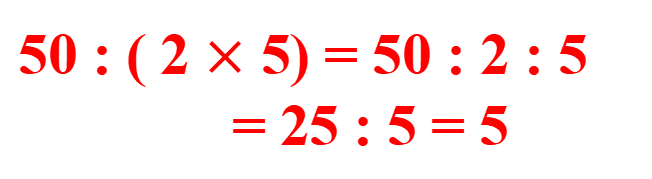 50 : ( 2 × 5) = 50 : 2 : 5
= 25 : 5 = 5